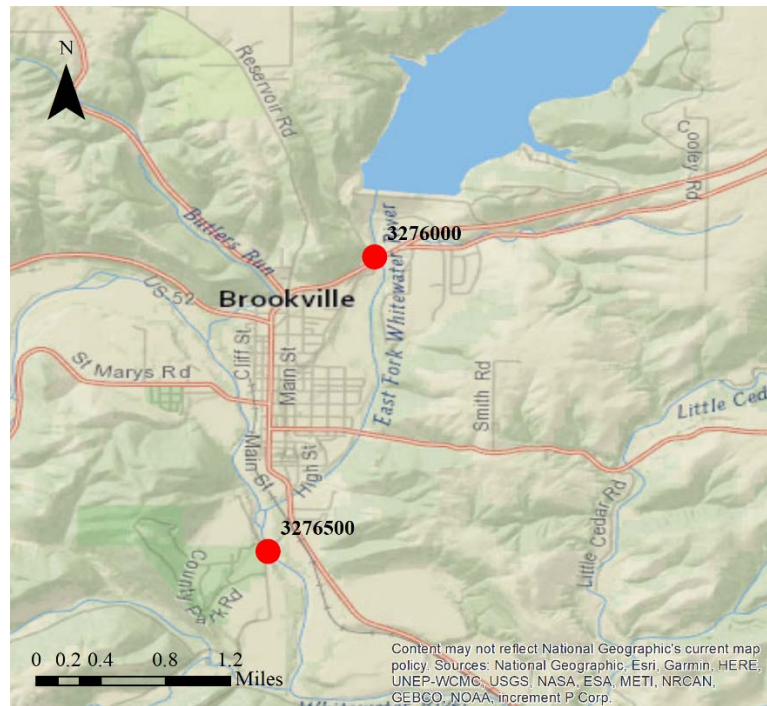 N
Reservoir Rd
Cooley Rd
Butlers Run
3276000
East Fork Whitewater River
US-52
Brookville
Cliff St
Main St
St Marys Rd
Smith Rd
Little Ced
Main St
High St
3276500
Little Cedar Rd
County Park Rd
0 0.2 0.4 0.8 1.2
Miles
Content may not reflect National Geographic's current map
policy. Sources: National Geographic, Esri, Garmin, HERE,
UNEP-WCMC, USGS, NASA, ESA, METI, NRCAN,
GEBCO, NOAA, increment P Corp.